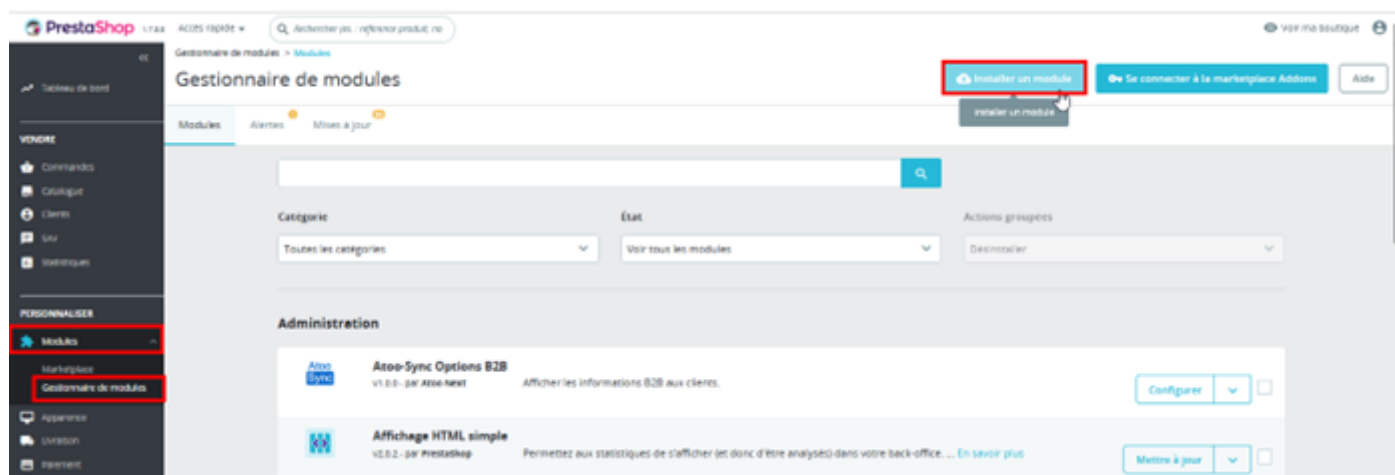 PrestaShop 1.7.8.8 Accès rapide Rechercher (ex. : référence produit, no Voir ma boutique
Gestionnaire de modules > Modules
Gestionnaire de modules
Installer un module
Se connecter à la marketplace Addons
Aide
Installer un module
Modules Alertes Mises à jour
Tableau de bord
VENDRE
Commandes
Catalogue
Clients
SAV
Statistiques
PERSONNALISER
Modules
Marketplace
Gestionnaire de modules
Apparence
Livraison
Paiement
Catégorie État Actions groupées
Toutes les catégories Voir tous les modules Désinstaller
Administration
Atoo
Sync
Atoo-Sync Options B2B
v1.0.0 - par Atoo Next Afficher les informations B2B aux clients. Configurer
Affichage HTML simple
v2.0.2 - par PrestaShop Permettez aux statistiques de s'afficher (et donc d'être analysés) dans votre back-office. ... En savoir plus Mettre à jour